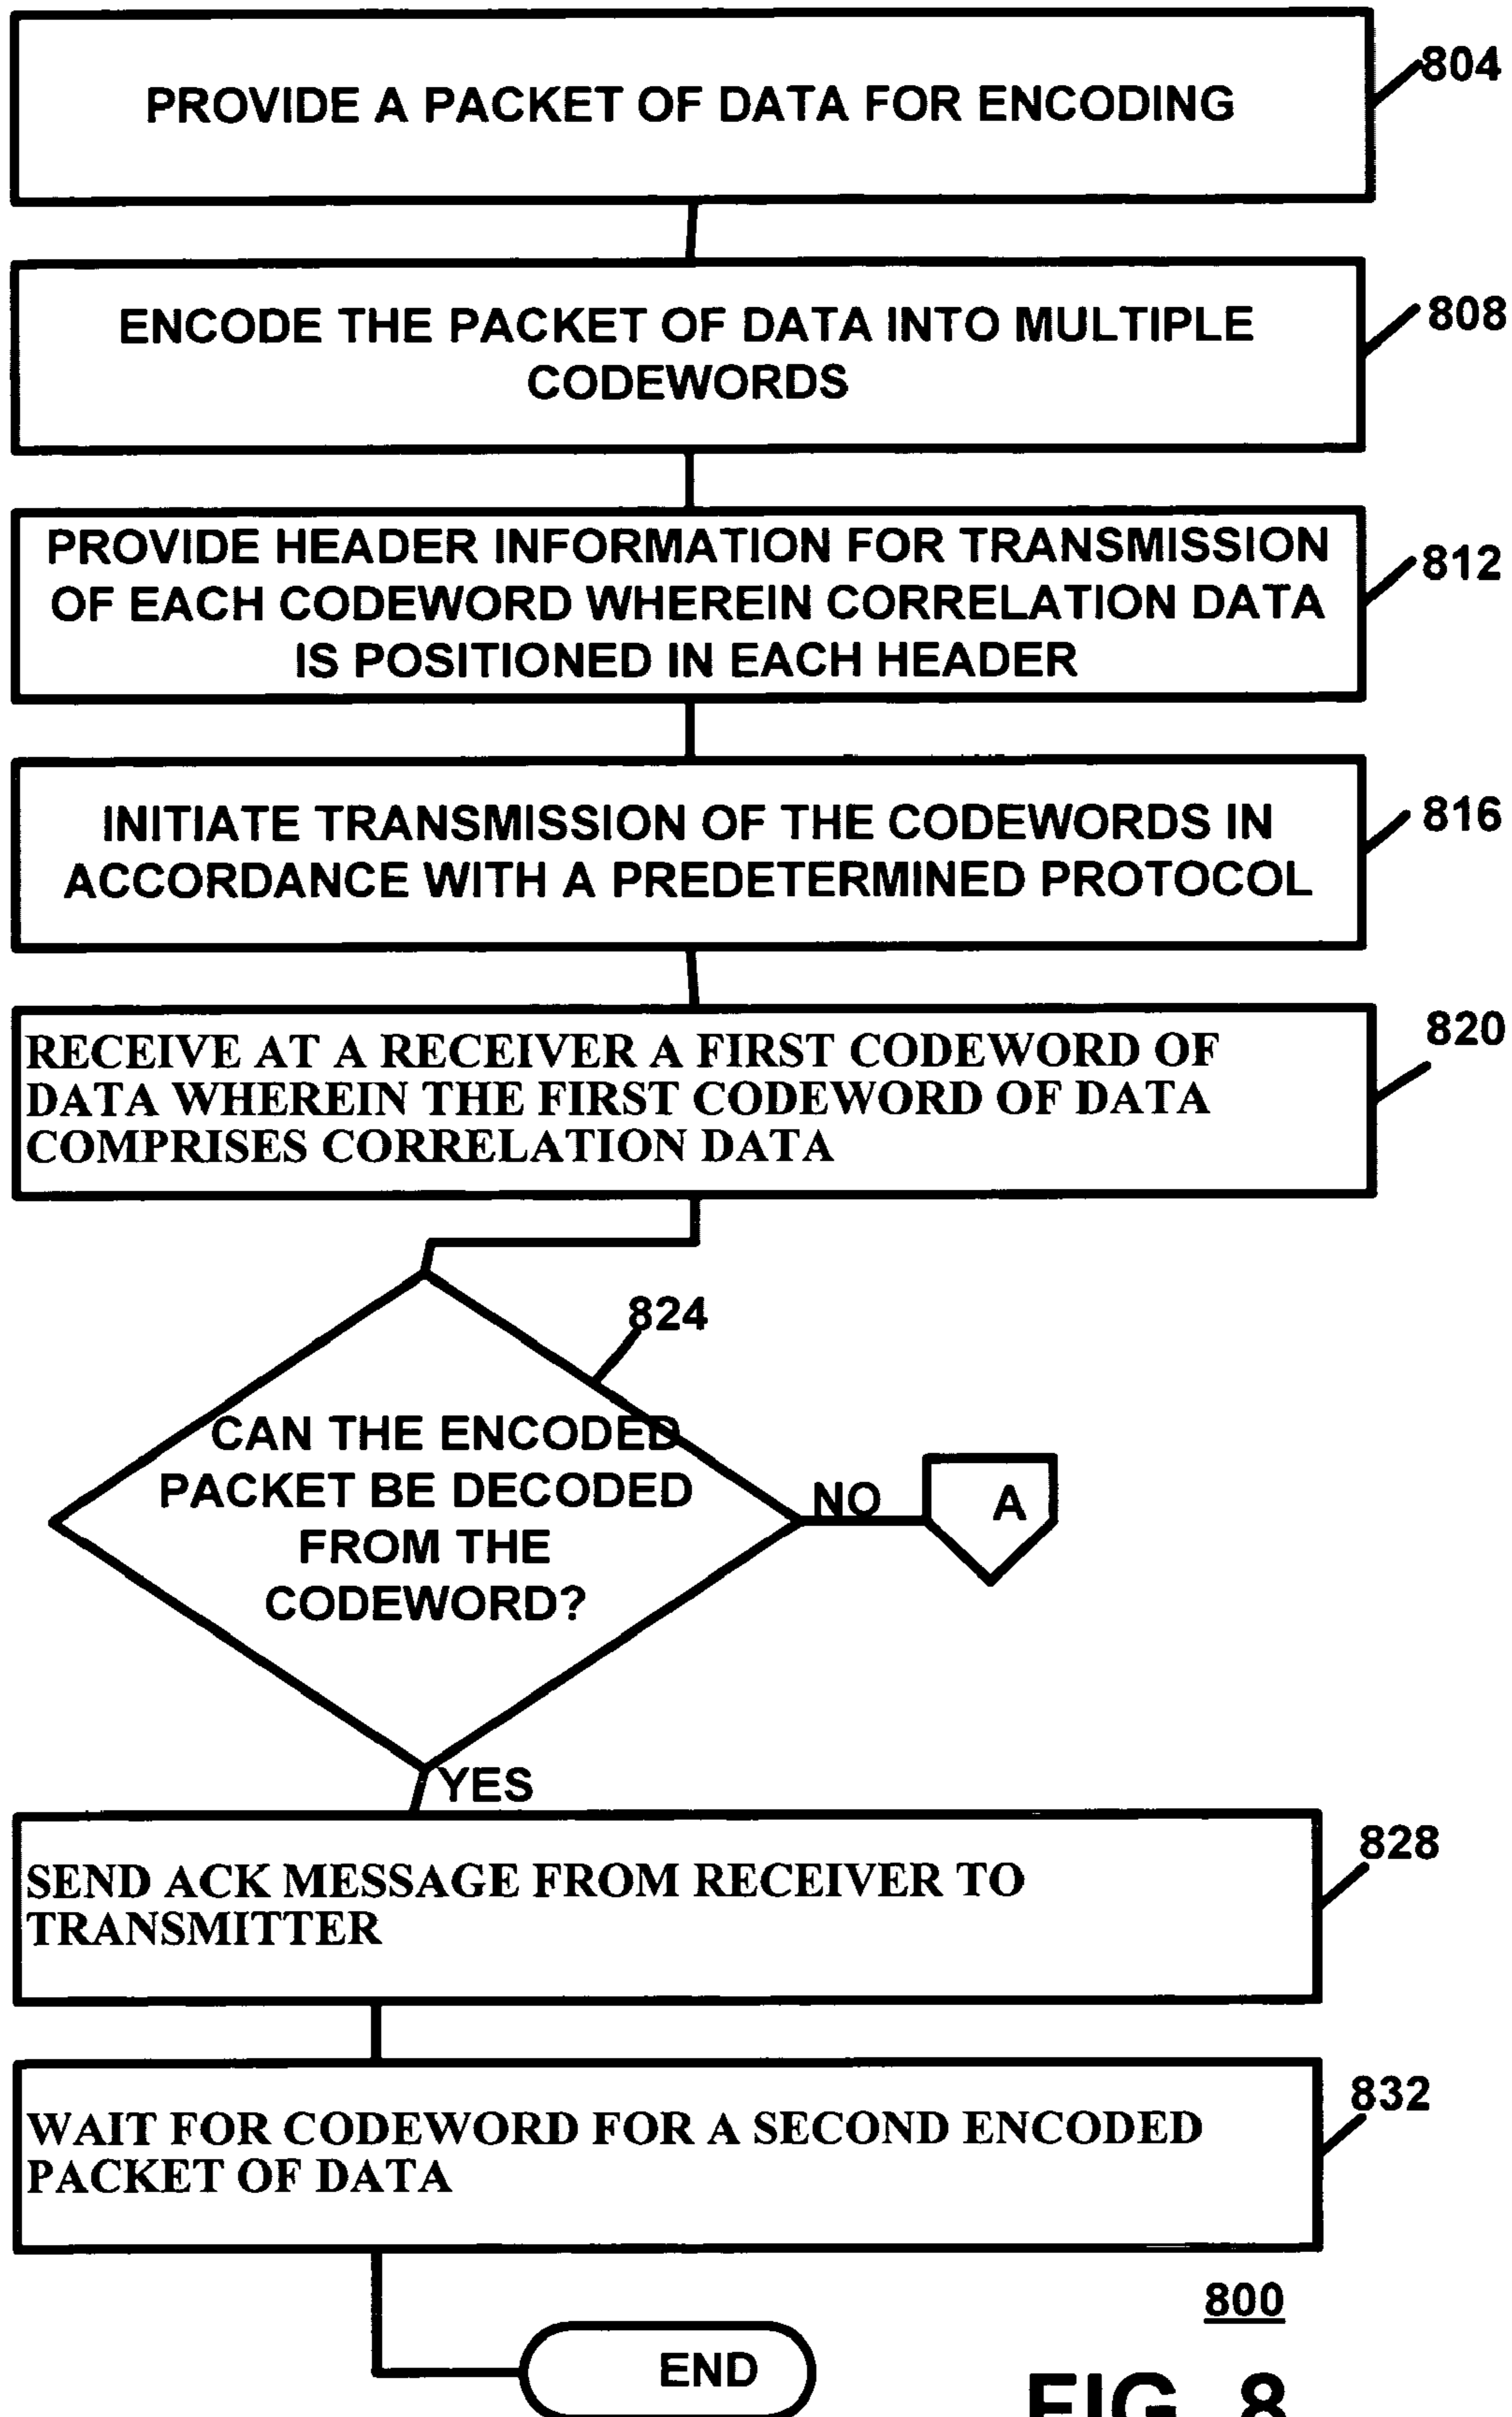 PROVIDE A PACKET OF DATA FOR ENCODING
804
ENCODE THE PACKET OF DATA INTO MULTIPLE
CODEWORDS
808
PROVIDE HEADER INFORMATION FOR TRANSMISSION
OF EACH CODEWORD WHEREIN CORRELATION DATA
IS POSITIONED IN EACH HEADER
812
INITIATE TRANSMISSION OF THE CODEWORDS IN
ACCORDANCE WITH A PREDETERMINED PROTOCOL
816
RECEIVE AT A RECEIVER A FIRST CODEWORD OF
DATA WHEREIN THE FIRST CODEWORD OF DATA
COMPRISES CORRELATION DATA
820
824
CAN THE ENCODED
PACKET BE DECODED
FROM THE
CODEWORD?
NO
A
YES
SEND ACK MESSAGE FROM RECEIVER TO
TRANSMITTER
828
WAIT FOR CODEWORD FOR A SECOND ENCODED
PACKET OF DATA
832
800
END
FIG. 8